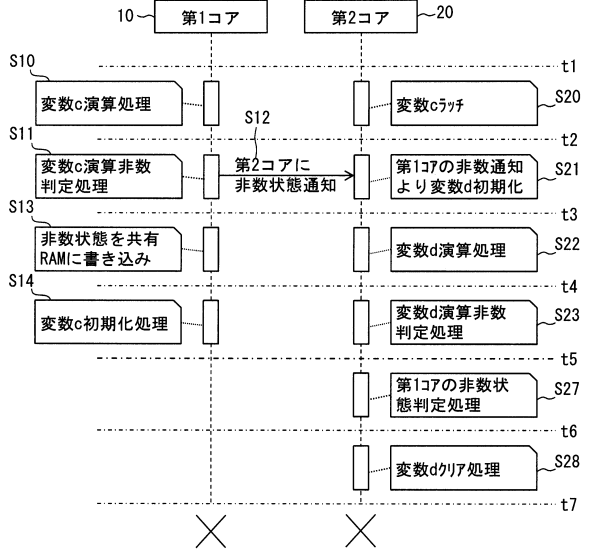 10
第1コア
第2コア
20
t1
S10
変数c演算処理
変数cラッチ
S20
t2
S11
変数c演算非数
判定処理
S12
第2コアに
非数状態通知
第1コアの非数通知
より変数d初期化
S21
t3
S13
非数状態を共有
RAMに書き込み
変数d演算処理
S22
t4
S14
変数c初期化処理
変数d演算非数
判定処理
S23
t5
第1コアの非数状
態判定処理
S27
t6
変数dクリア処理
S28
t7